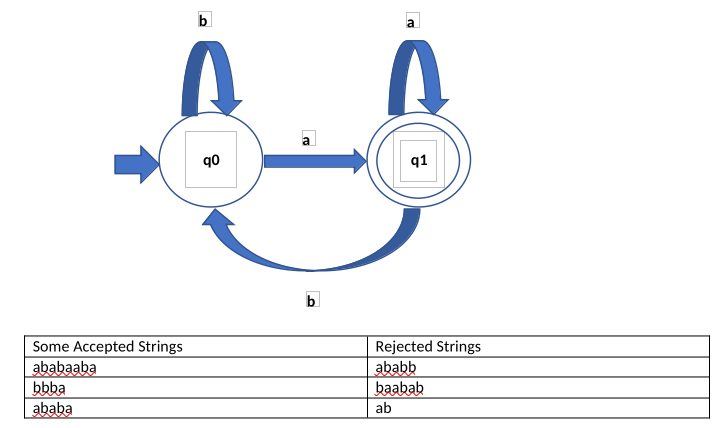 b
a
a
q0
q1
b
Some Accepted Strings
Rejected Strings
ababaaba
ababb
bbba
baabab
ababa
ab